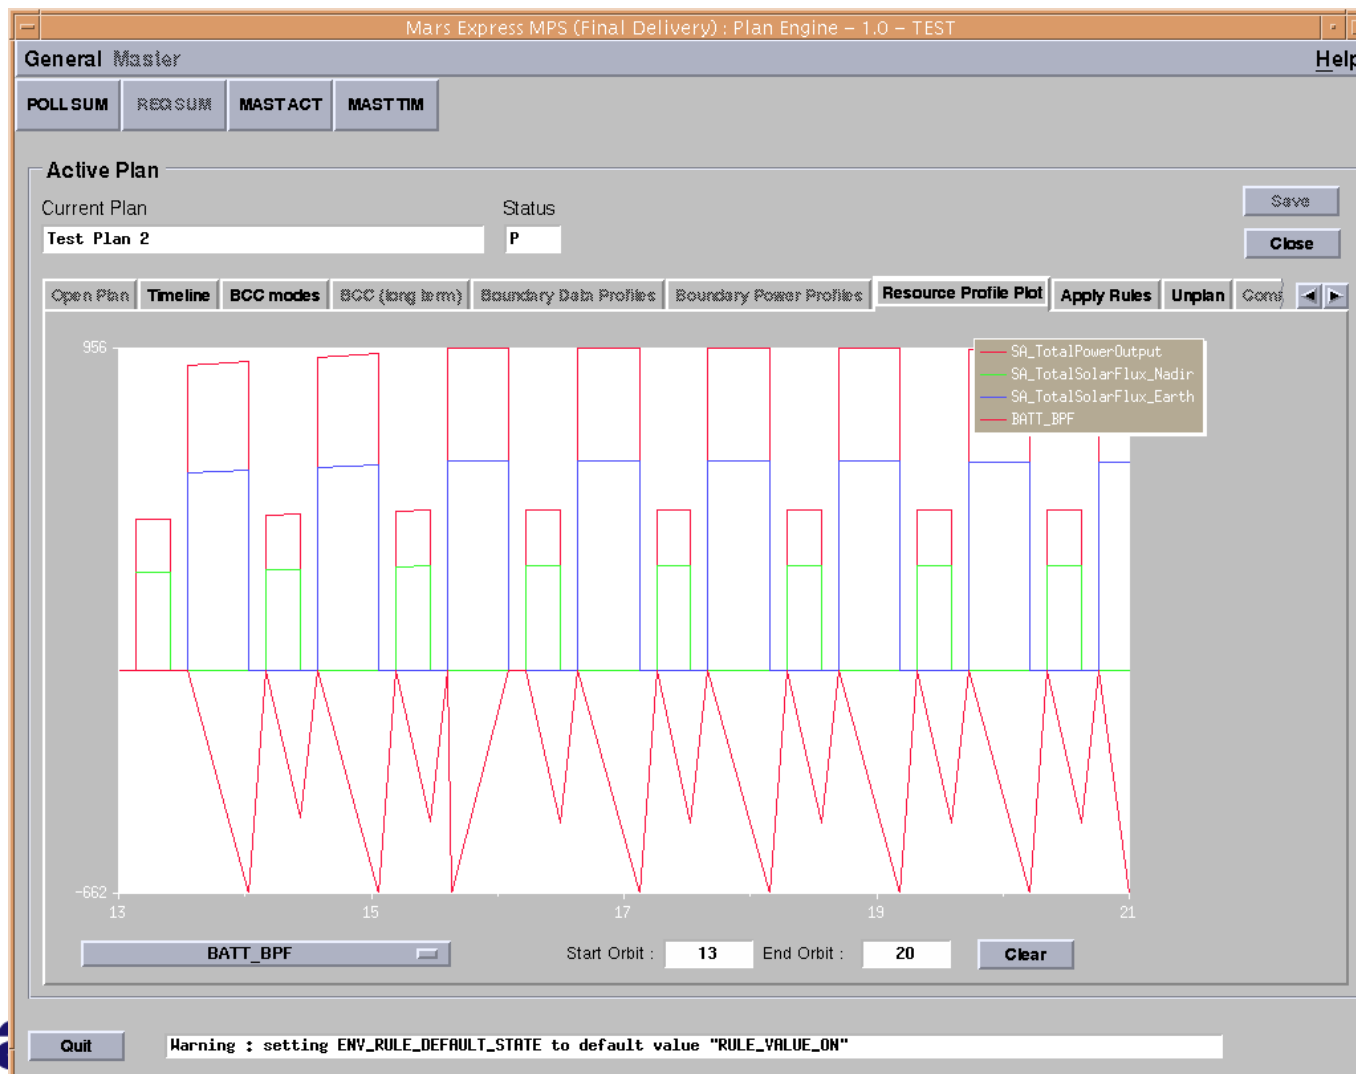 Mars Express MPS (Final Delivery) : Plan Engine – 1.0 – TEST
General Master Help
POLL SUM REQ SUM MAST ACT MAST TIM
Active Plan
Current Plan Status Save
Test Plan 2 P Close
Open Plan Timeline BCC modes BCC (long term) Boundary Data Profiles Boundary Power Profiles Resource Profile Plot Apply Rules Unplan
956
SA_TotalPowerOutput
SA_TotalSolarFlux_Nadir
SA_TotalSolarFlux_Earth
BATT_BPF
-662
13 15 17 19 21
BATT_BPF Start Orbit : 13 End Orbit : 20 Clear
Quit Warning : setting ENV_RULE_DEFAULT_STATE to default value "RULE_VALUE_ON"